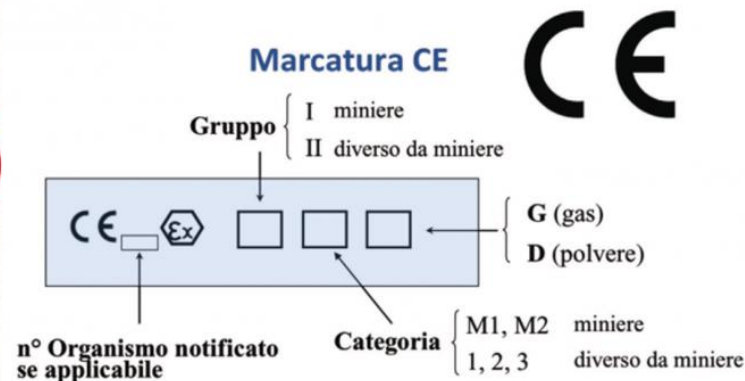 Marcatura CE
CE
Gruppo
I miniere
II diverso da miniere
CE
Ex
G (gas)
D (polvere)
n° Organismo notificato
se applicabile
Categoria
M1, M2 miniere
1, 2, 3 diverso da miniere